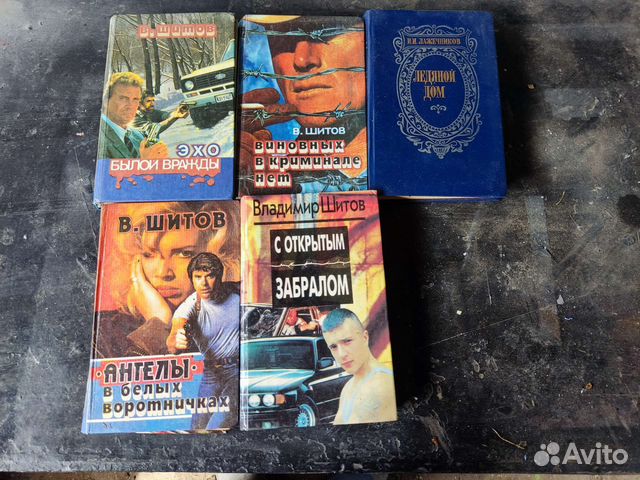 В. ШИТОВ
ЭХО
БЫЛОЙ ВРАЖДЫ
В. ШИТОВ
ВИНОВНЫХ
В КРИМИНАЛЕ
НЕТ
И.И. ЛАЖЕЧНИКОВ
ЛЕДЯНОЙ
ДОМ
В. ШИТОВ
АНГЕЛЫ
в белых
воротничках
Владимир Шитов
С ОТКРЫТЫМ
ЗАБРАЛОМ
Avito